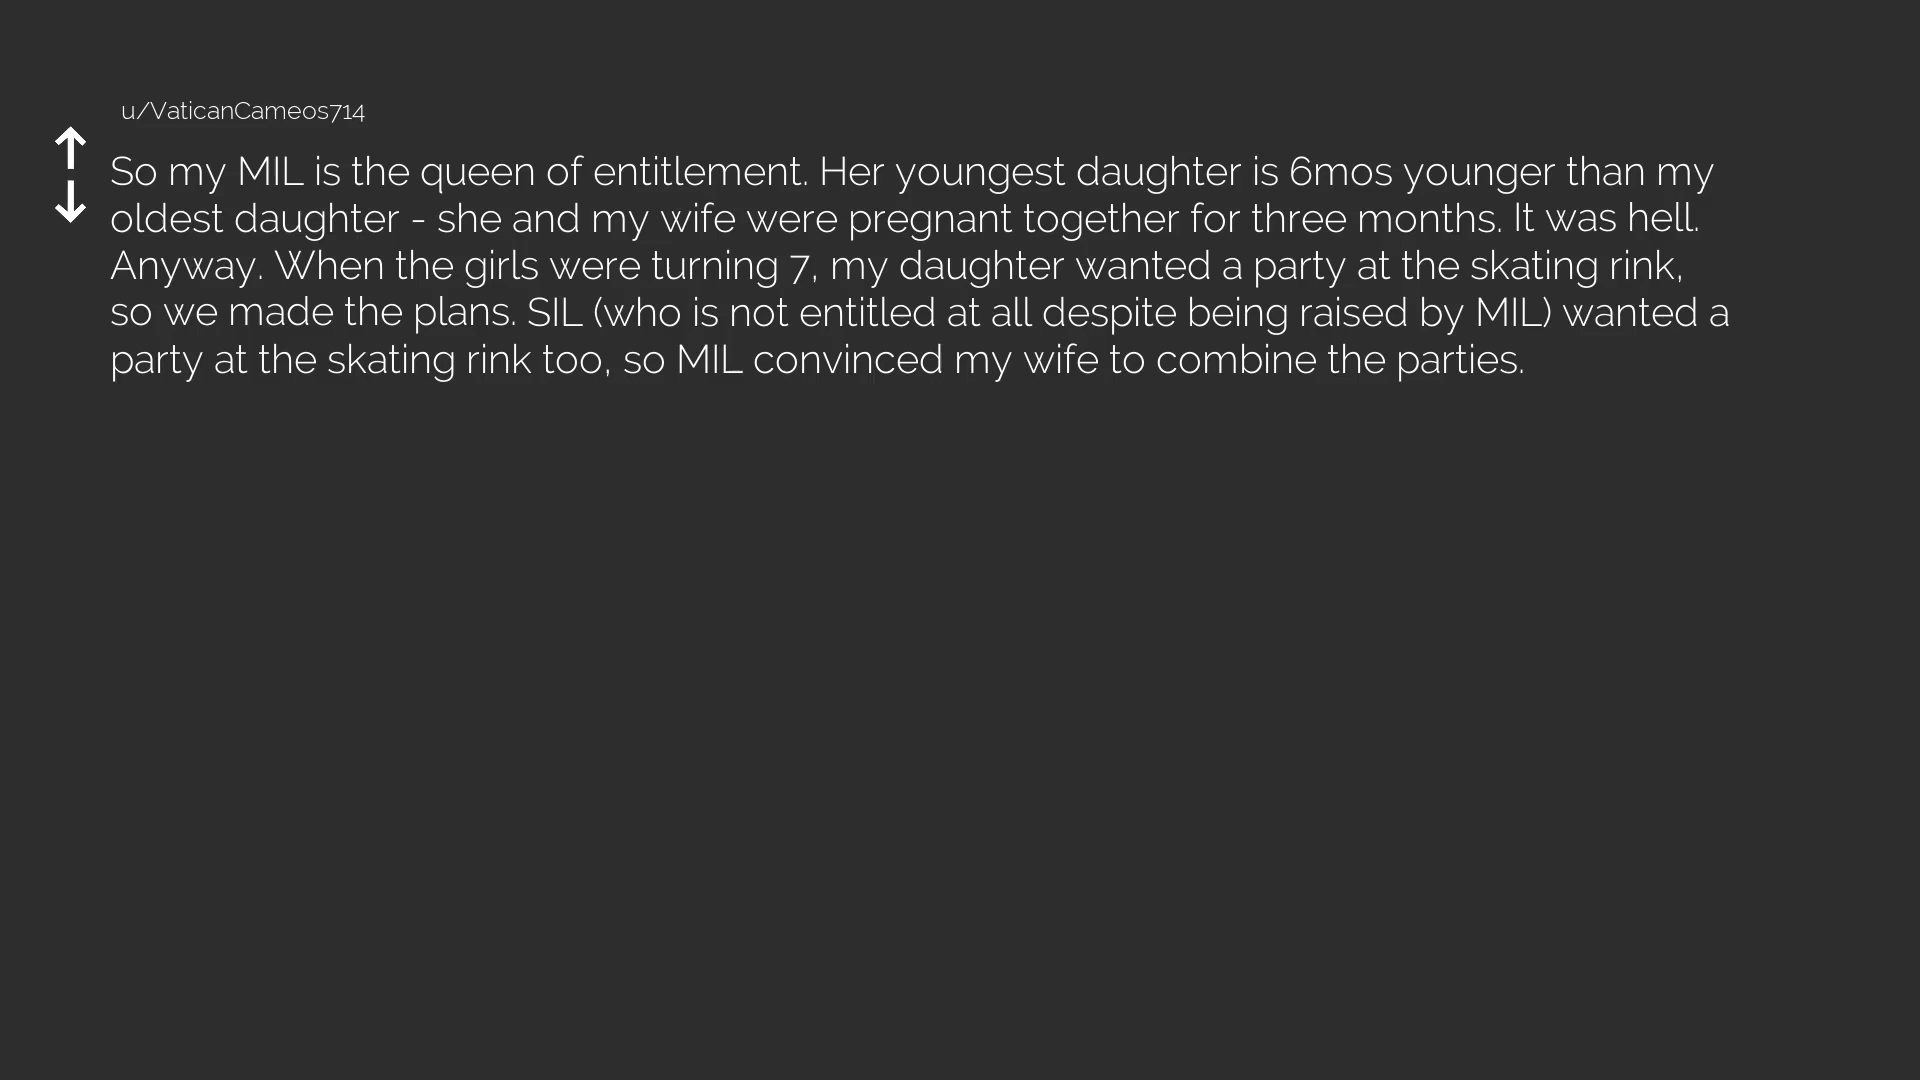 u/VaticanCameos714
So my MIL is the queen of entitlement. Her youngest daughter is 6mos younger than my
oldest daughter - she and my wife were pregnant together for three months. It was hell.
Anyway. When the girls were turning 7, my daughter wanted a party at the skating rink,
so we made the plans. SIL (who is not entitled at all despite being raised by MIL) wanted a
party at the skating rink too, so MIL convinced my wife to combine the parties.